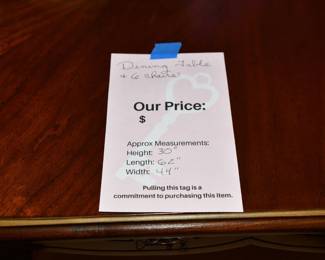 Dining Table
+ 6 Chairs
Our Price:
$
Approx Measurements:
Height: 30"
Length: 62"
Width: 44"
Pulling this tag is a
commitment to purchasing this item.